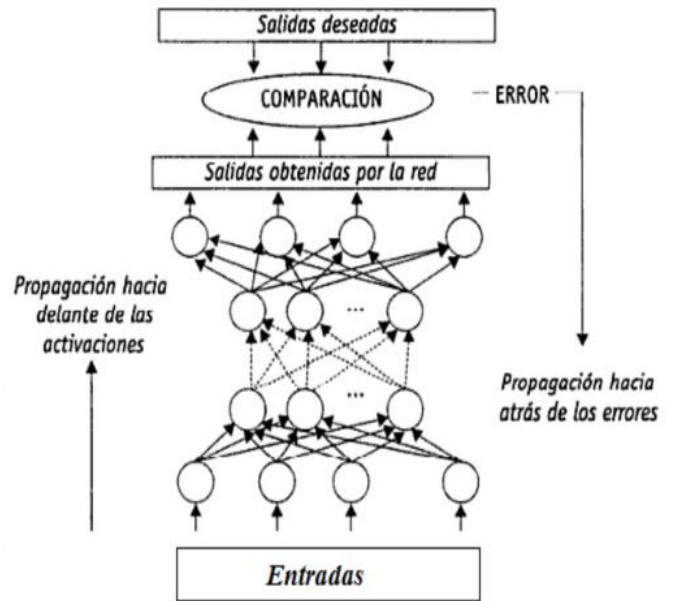 Salidas deseadas
COMPARACIÓN
ERROR
Salidas obtenidas por la red
Propagación hacia
delante de las
activaciones
...
...
Propagación hacia
atrás de los errores
Entradas